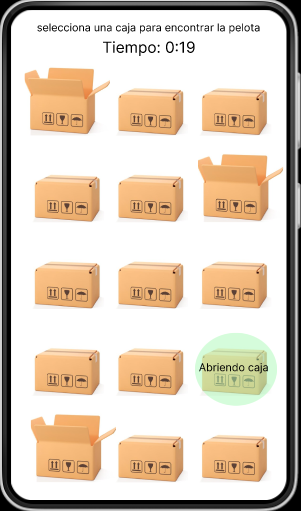 selecciona una caja para encontrar la pelota
Tiempo: 0:19
Abriendo caja